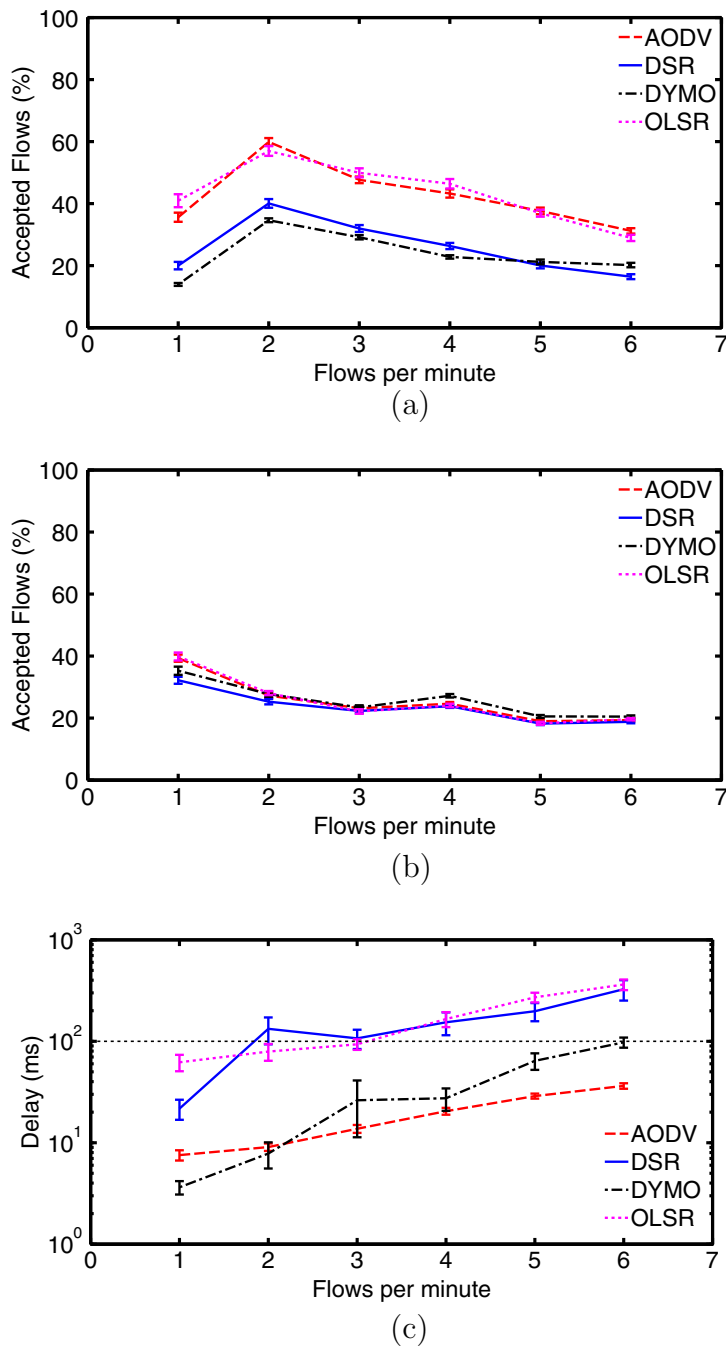 100
80
60
40
20
0
Accepted Flows (%)
AODV
DSR
DYMO
OLSR
0 1 2 3 4 5 6 7
Flows per minute
(a)
100
80
60
40
20
0
Accepted Flows (%)
AODV
DSR
DYMO
OLSR
0 1 2 3 4 5 6 7
Flows per minute
(b)
10³
10²
10¹
10⁰
Delay (ms)
AODV
DSR
DYMO
OLSR
0 1 2 3 4 5 6 7
Flows per minute
(c)